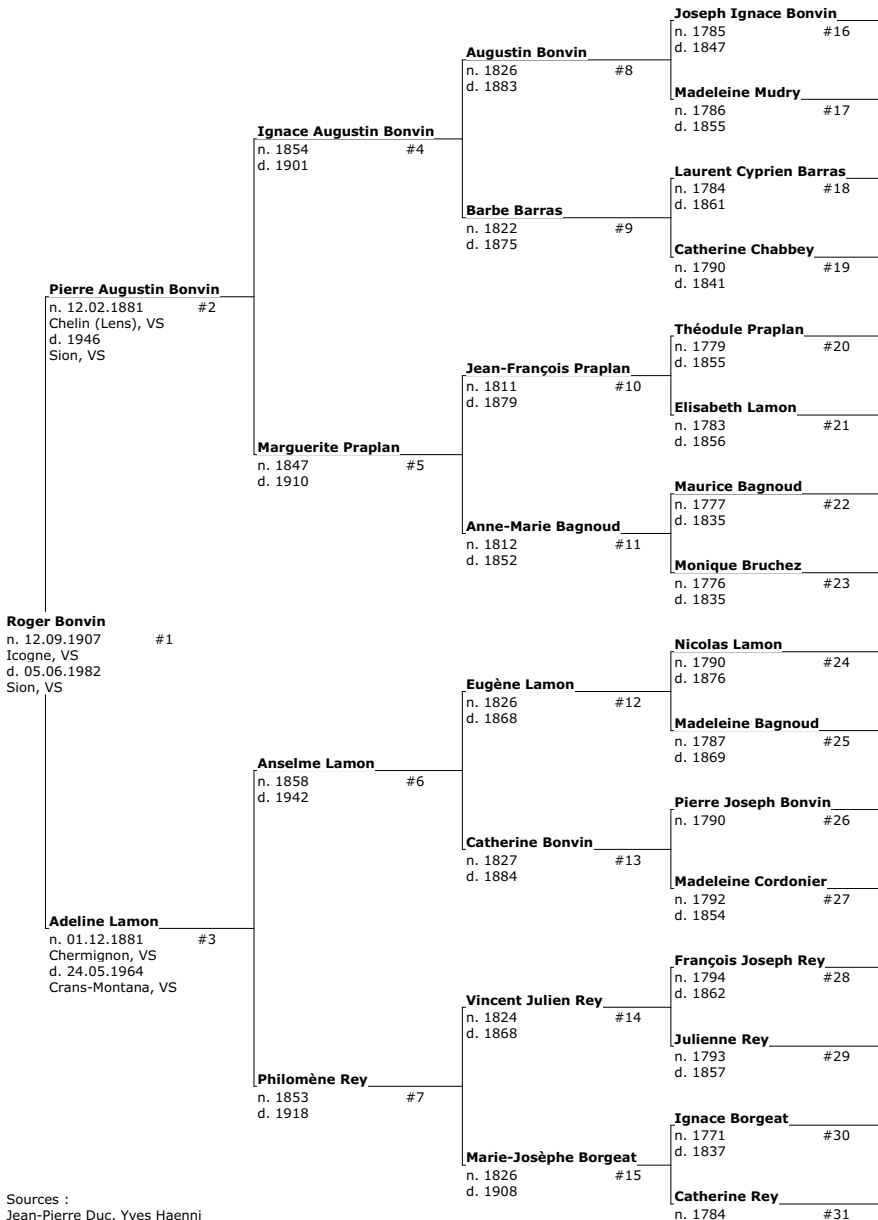 Joseph Ignace Bonvin
n. 1785 #16
d. 1847
Augustin Bonvin
n. 1826 #8
d. 1883
Madeleine Mudry
n. 1786 #17
d. 1855
Ignace Augustin Bonvin
n. 1854 #4
d. 1901
Laurent Cyprien Barras
n. 1784 #18
d. 1861
Barbe Barras
n. 1822 #9
d. 1875
Catherine Chabbey
n. 1790 #19
d. 1841
Pierre Augustin Bonvin
n. 12.02.1881 #2
Chelin (Lens), VS
d. 1946
Sion, VS
Théodule Praplan
n. 1779 #20
d. 1855
Jean-François Praplan
n. 1811 #10
d. 1879
Elisabeth Lamon
n. 1783 #21
d. 1856
Marguerite Praplan
n. 1847 #5
d. 1910
Maurice Bagnoud
n. 1777 #22
d. 1835
Anne-Marie Bagnoud
n. 1812 #11
d. 1852
Monique Bruchez
n. 1776 #23
d. 1835
Roger Bonvin
n. 12.09.1907 #1
Icogne, VS
d. 05.06.1982
Sion, VS
Nicolas Lamon
n. 1790 #24
d. 1876
Eugène Lamon
n. 1826 #12
d. 1868
Madeleine Bagnoud
n. 1787 #25
d. 1869
Anselme Lamon
n. 1858 #6
d. 1942
Pierre Joseph Bonvin
n. 1790 #26
Catherine Bonvin
n. 1827 #13
d. 1884
Madeleine Cordonier
n. 1792 #27
d. 1854
Adeline Lamon
n. 01.12.1881 #3
Chermignon, VS
d. 24.05.1964
Crans-Montana, VS
François Joseph Rey
n. 1794 #28
d. 1862
Vincent Julien Rey
n. 1824 #14
d. 1868
Julienne Rey
n. 1793 #29
d. 1857
Philomène Rey
n. 1853 #7
d. 1918
Ignace Borgeat
n. 1771 #30
d. 1837
Marie-Josèphe Borgeat
n. 1826 #15
d. 1908
Catherine Rey
n. 1784 #31
Sources :
Jean-Pierre Duc, Yves Haenni